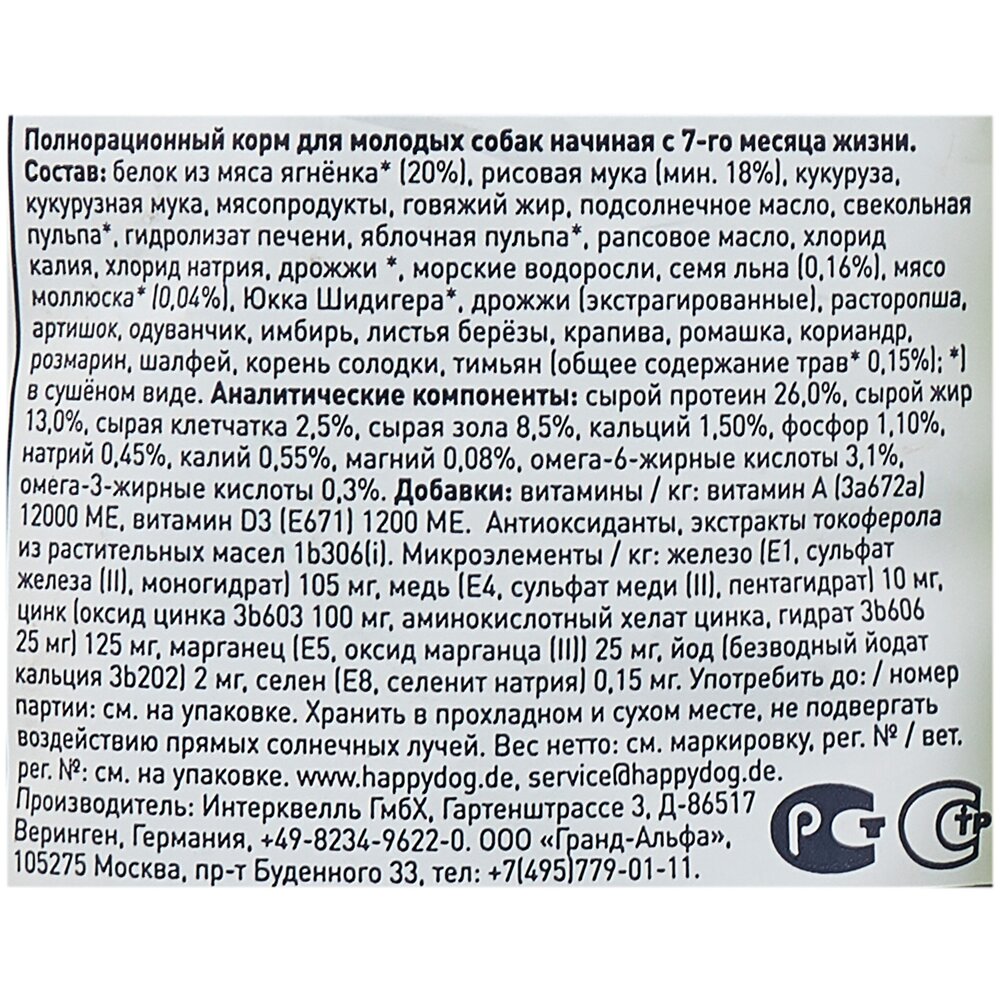 Полнорационный корм для молодых собак начиная с 7-го месяца жизни.
Состав: белок из мяса ягнёнка* (20%), рисовая мука (мин. 18%), кукуруза,
кукурузная мука, мясопродукты, говяжий жир, подсолнечное масло, свекольная
пульпа*, гидролизат печени, яблочная пульпа*, рапсовое масло, хлорид
калия, хлорид натрия, дрожжи *, морские водоросли, семя льна (0,16%), мясо
моллюска* (0,04%), Юкка Шидигера*, дрожжи (экстрагированные), расторопша,
артишок, одуванчик, имбирь, листья берёзы, крапива, ромашка, кориандр,
розмарин, шалфей, корень солодки, тимьян (общее содержание трав* 0,15%); *)
в сушёном виде. Аналитические компоненты: сырой протеин 26,0%, сырой жир
13,0%, сырая клетчатка 2,5%, сырая зола 8,5%, кальций 1,50%, фосфор 1,10%,
натрий 0,45%, калий 0,55%, магний 0,08%, омега-6-жирные кислоты 3,1%,
омега-3-жирные кислоты 0,3%. Добавки: витамины / кг: витамин А (3а672а)
12000 МЕ, витамин D3 (Е671) 1200 МЕ. Антиоксиданты, экстракты токоферола
из растительных масел 1b306(i). Микроэлементы / кг: железо (Е1, сульфат
железа (II), моногидрат) 105 мг, медь (Е4, сульфат меди (II), пентагидрат) 10 мг,
цинк (оксид цинка 3b603 100 мг, аминокислотный хелат цинка, гидрат 3b606
25 мг) 125 мг, марганец (Е5, оксид марганца (II)) 25 мг, йод (безводный йодат
кальция 3b202) 2 мг, селен (Е8, селенит натрия) 0,15 мг. Употребить до: / номер
партии: см. на упаковке. Хранить в прохладном и сухом месте, не подвергать
воздействию прямых солнечных лучей. Вес нетто: см. маркировку, рег. № / вет.
рег. №: см. на упаковке. www.happydog.de, service@happydog.de.
Производитель: Интерквелль ГмбХ, Гартенштрассе 3, Д-86517
Веринген, Германия, +49-8234-9622-0. ООО «Гранд-Альфа»,
105275 Москва, пр-т Буденного 33, тел: +7(495)779-01-11.
РСТ
Стр